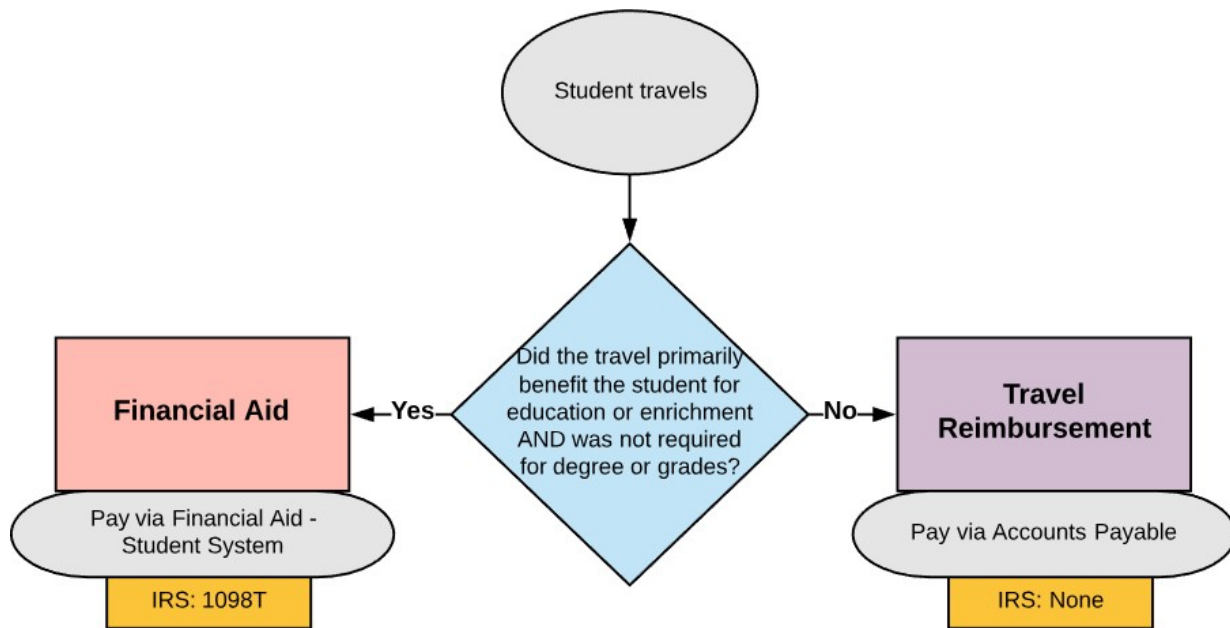 Student travels
Did the travel primarily
benefit the student for
education or enrichment
AND was not required
for degree or grades?
Yes
No
Financial Aid
Pay via Financial Aid -
Student System
IRS: 1098T
Travel
Reimbursement
Pay via Accounts Payable
IRS: None